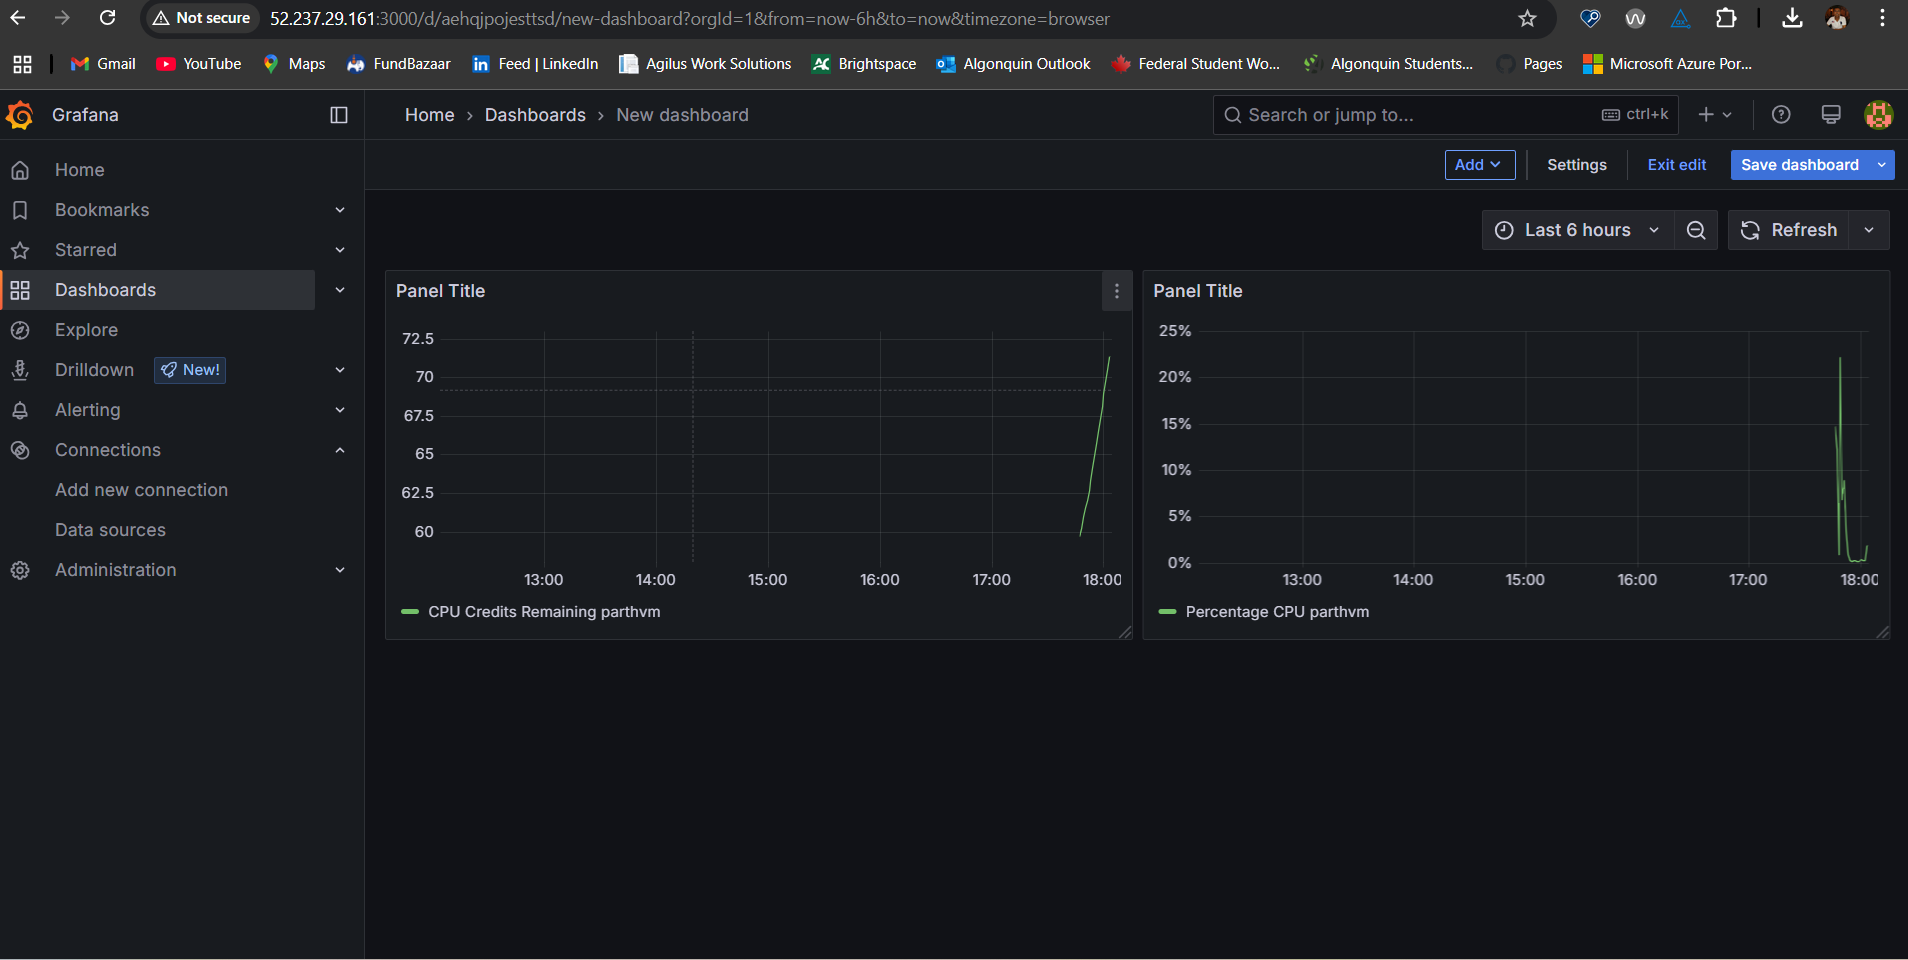 Not secure 52.237.29.161:3000/d/aehqjpojesttsd/new-dashboard?orgId=1&from=now-6h&to=now&timezone=browser
Gmail YouTube Maps FundBazaar Feed | LinkedIn Agilus Work Solutions Brightspace Algonquin Outlook Federal Student Wo... Algonquin Students... Pages Microsoft Azure Por...
Grafana
Home › Dashboards › New dashboard
Search or jump to... ctrl+k
Add Settings Exit edit Save dashboard
Home
Bookmarks
Starred
Dashboards
Explore
Drilldown New!
Alerting
Connections
Add new connection
Data sources
Administration
Last 6 hours Refresh
Panel Title
72.5
70
67.5
65
62.5
60
13:00 14:00 15:00 16:00 17:00 18:00
CPU Credits Remaining parthvm
Panel Title
25%
20%
15%
10%
5%
0%
13:00 14:00 15:00 16:00 17:00 18:00
Percentage CPU parthvm